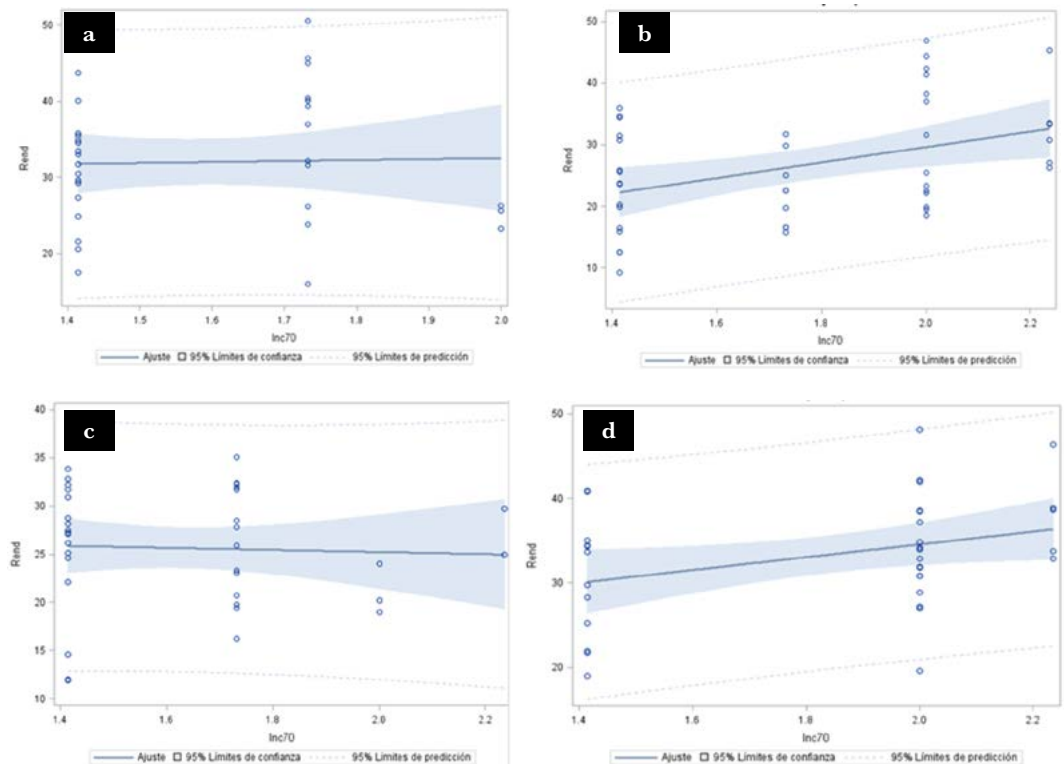 a
50
40
30
20
Rend
1.4 1.5 1.6 1.7 1.8 1.9 2.0
Inc70
Ajuste 95% Límites de confianza 95% Límites de predicción
b
50
40
30
20
10
Rend
1.4 1.6 1.8 2.0 2.2
Inc70
Ajuste 95% Límites de confianza 95% Límites de predicción
c
40
35
30
25
20
15
10
Rend
1.4 1.6 1.8 2.0 2.2
Inc70
Ajuste 95% Límites de confianza 95% Límites de predicción
d
50
40
30
20
Rend
1.4 1.6 1.8 2.0 2.2
Inc70
Ajuste 95% Límites de confianza 95% Límites de predicción